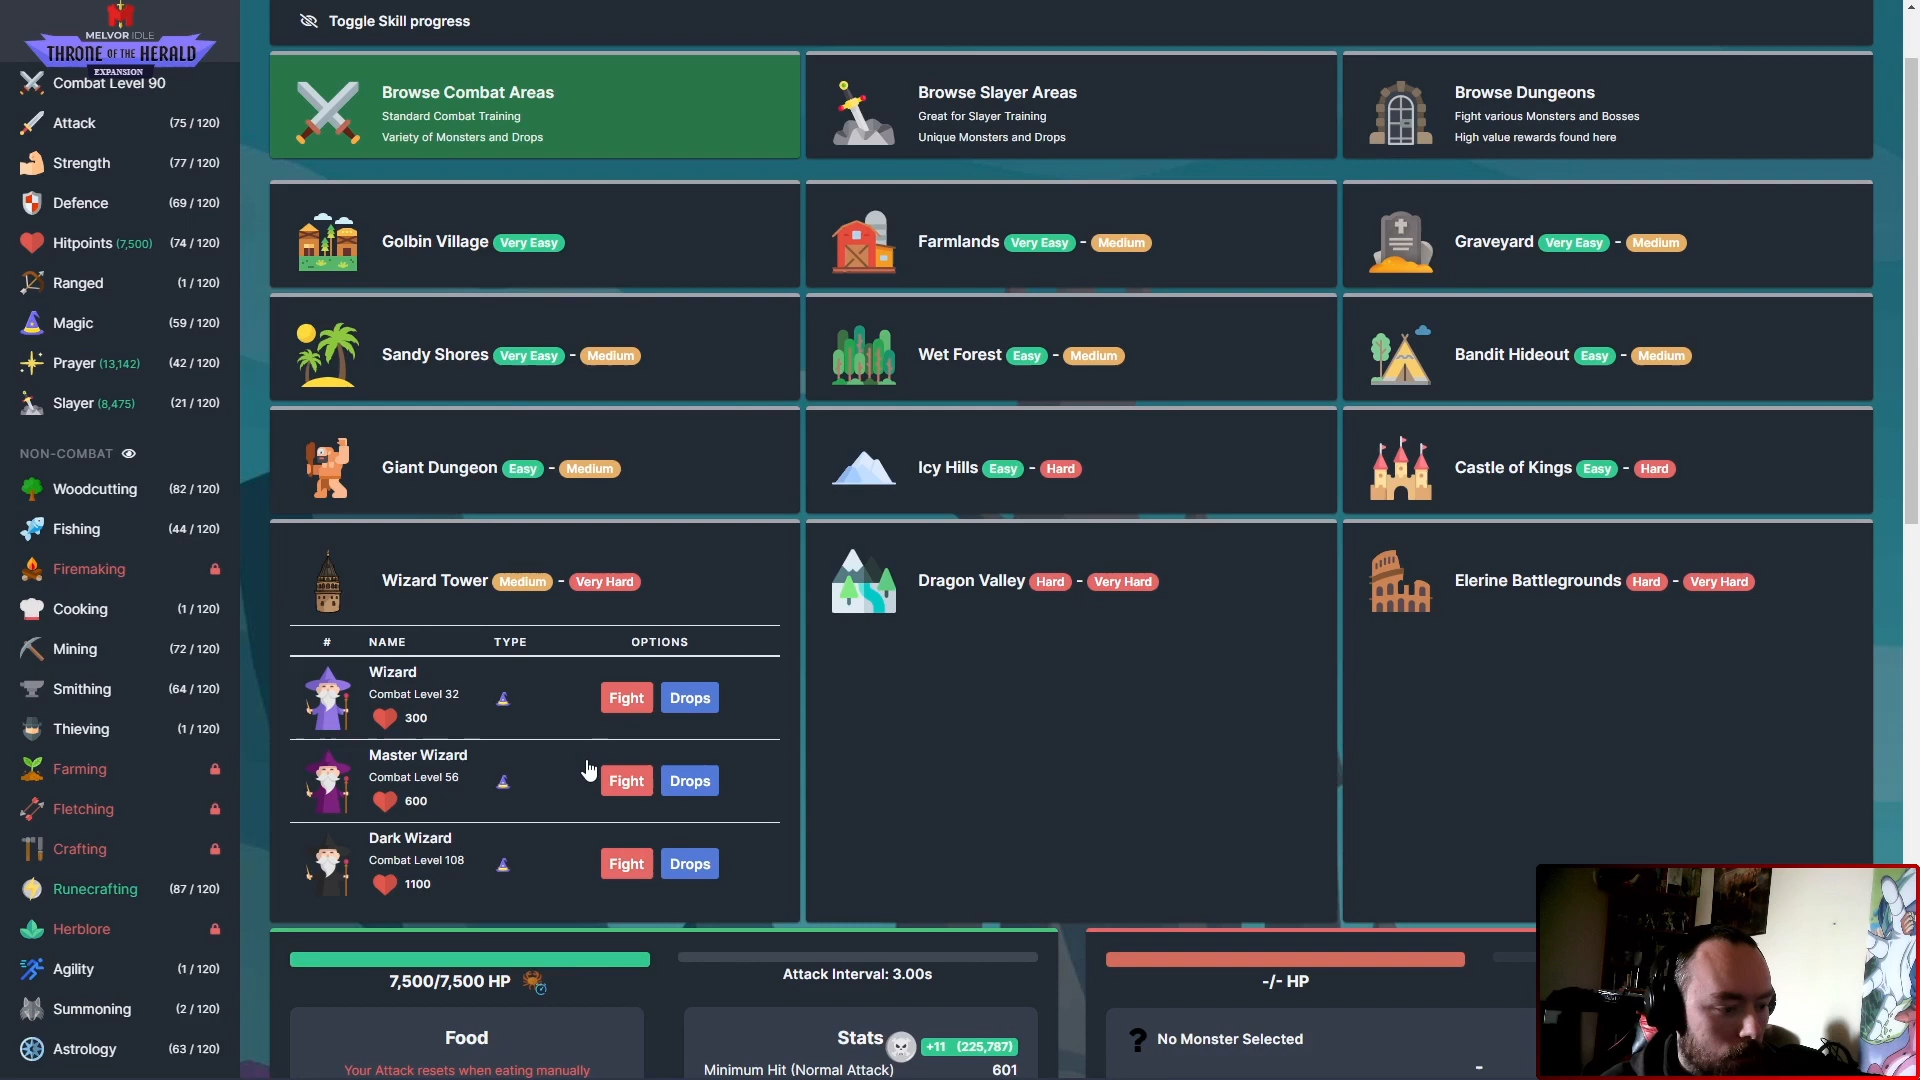 MELVOR IDLE
THRONE OF THE HERALD
EXPANSION
Combat Level 90
Attack (75 / 120)
Strength (77 / 120)
Defence (69 / 120)
Hitpoints (7,500) (74 / 120)
Ranged (1 / 120)
Magic (59 / 120)
Prayer (13,142) (42 / 120)
Slayer (8,475) (21 / 120)
NON-COMBAT
Woodcutting (82 / 120)
Fishing (44 / 120)
Firemaking
Cooking (1 / 120)
Mining (72 / 120)
Smithing (64 / 120)
Thieving (1 / 120)
Farming
Fletching
Crafting
Runecrafting (87 / 120)
Herblore
Agility (1 / 120)
Summoning (2 / 120)
Astrology (63 / 120)
Toggle Skill progress
Browse Combat Areas
Standard Combat Training
Variety of Monsters and Drops
Browse Slayer Areas
Great for Slayer Training
Unique Monsters and Drops
Browse Dungeons
Fight various Monsters and Bosses
High value rewards found here
Golbin Village Very Easy
Farmlands Very Easy - Medium
Graveyard Very Easy - Medium
Sandy Shores Very Easy - Medium
Wet Forest Easy - Medium
Bandit Hideout Easy - Medium
Giant Dungeon Easy - Medium
Icy Hills Easy - Hard
Castle of Kings Easy - Hard
Wizard Tower Medium - Very Hard
Dragon Valley Hard - Very Hard
Elerine Battlegrounds Hard - Very Hard
# NAME TYPE OPTIONS
Wizard
Combat Level 32
300
Fight Drops
Master Wizard
Combat Level 56
600
Fight Drops
Dark Wizard
Combat Level 108
1100
Fight Drops
7,500/7,500 HP
Attack Interval: 3.00s
-/- HP
Food
Your Attack resets when eating manually
Stats
+11 (225,787)
Minimum Hit (Normal Attack) 601
? No Monster Selected
-